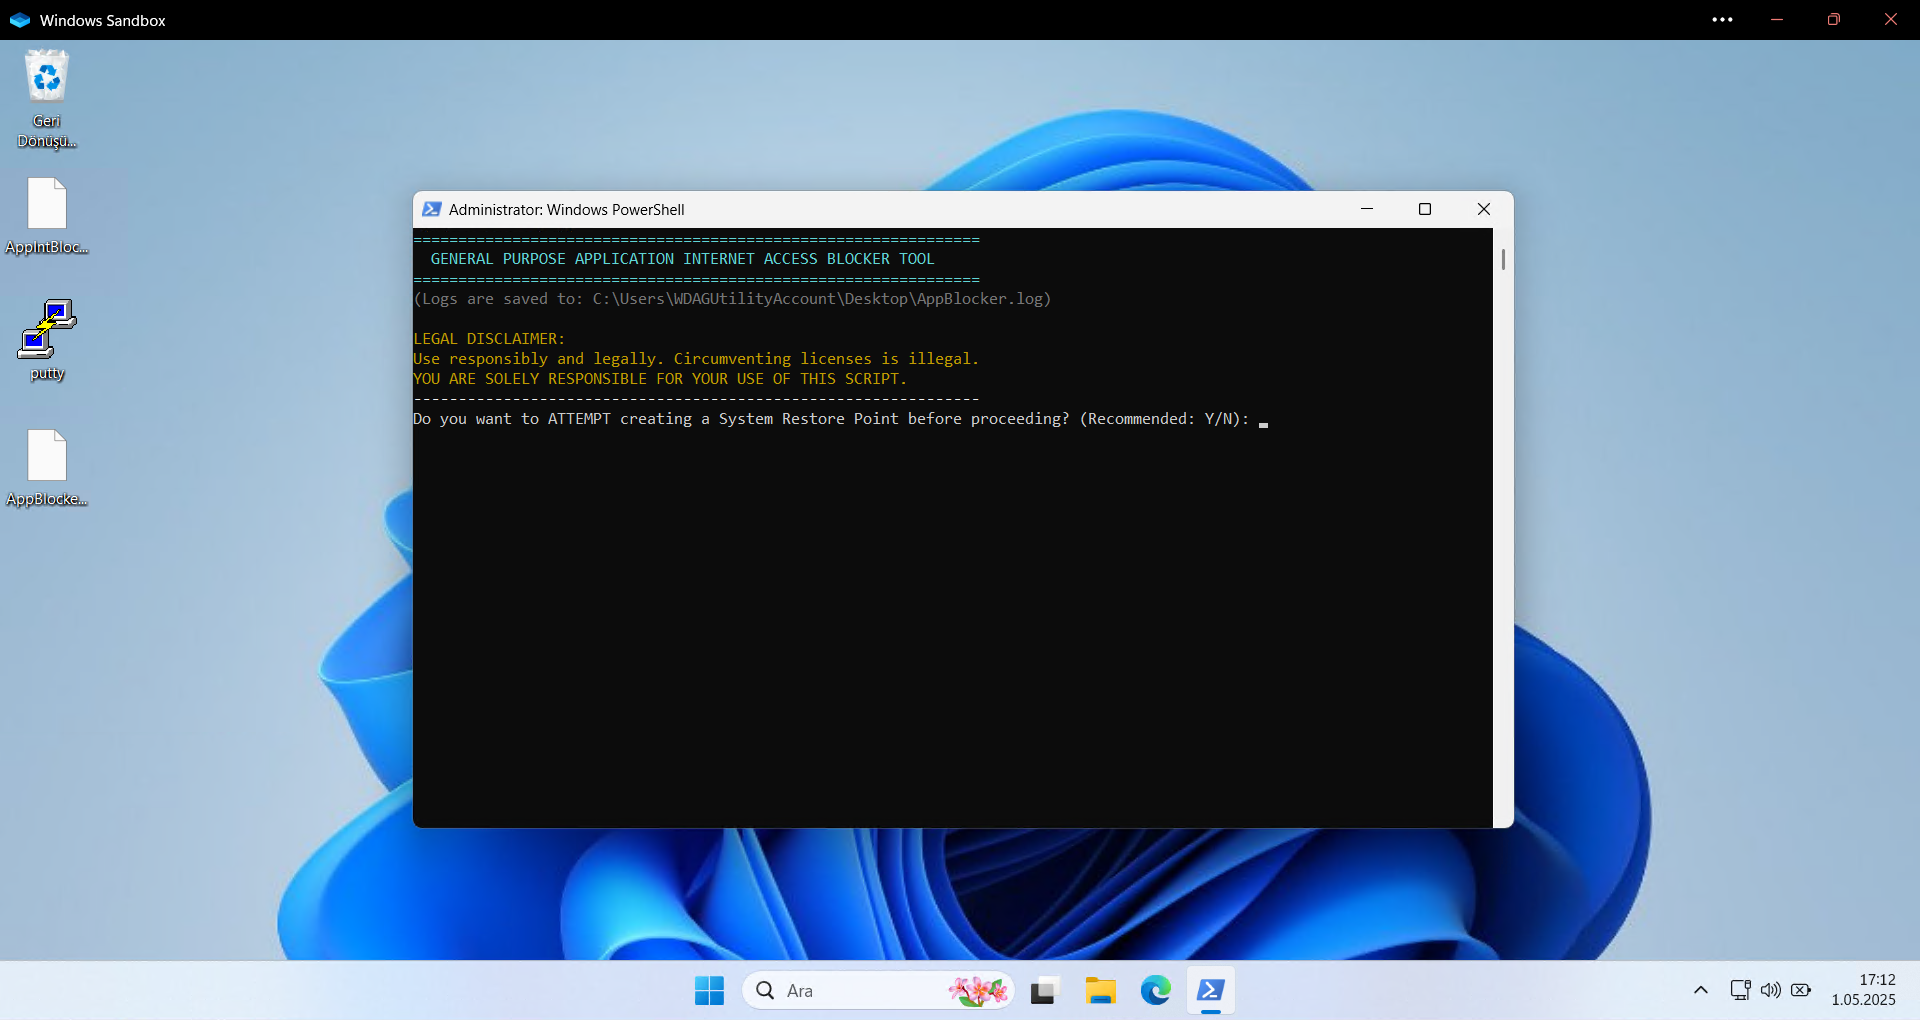 Windows Sandbox
Geri
Dönüşü...
AppIntBloc...
putty
AppBlocke...
Administrator: Windows PowerShell
===============================================================
GENERAL PURPOSE APPLICATION INTERNET ACCESS BLOCKER TOOL
===============================================================
(Logs are saved to: C:\Users\WDAGUtilityAccount\Desktop\AppBlocker.log)
LEGAL DISCLAIMER:
Use responsibly and legally. Circumventing licenses is illegal.
YOU ARE SOLELY RESPONSIBLE FOR YOUR USE OF THIS SCRIPT.
---------------------------------------------------------------
Do you want to ATTEMPT creating a System Restore Point before proceeding? (Recommended: Y/N):
Ara
17:12
1.05.2025